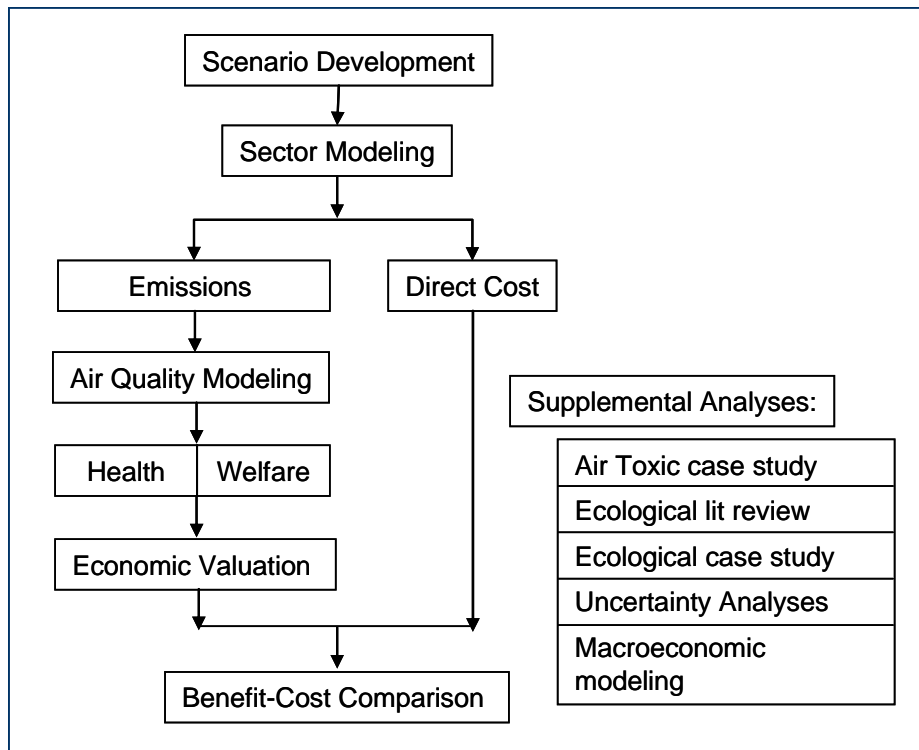 Scenario Development
Sector Modeling
Emissions
Direct Cost
Air Quality Modeling
Health
Welfare
Economic Valuation
Benefit-Cost Comparison
Supplemental Analyses:
Air Toxic case study
Ecological lit review
Ecological case study
Uncertainty Analyses
Macroeconomic
modeling